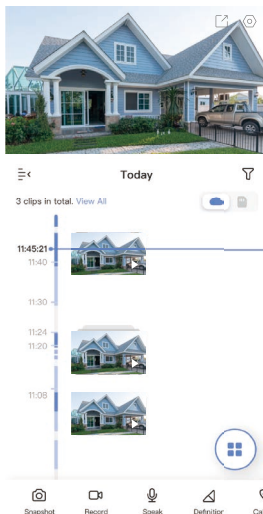 Today
3 clips in total. View All
11:45:21
11:40
11:30
11:24
11:20
11:08
Snapshot
Record
Speak
Definition